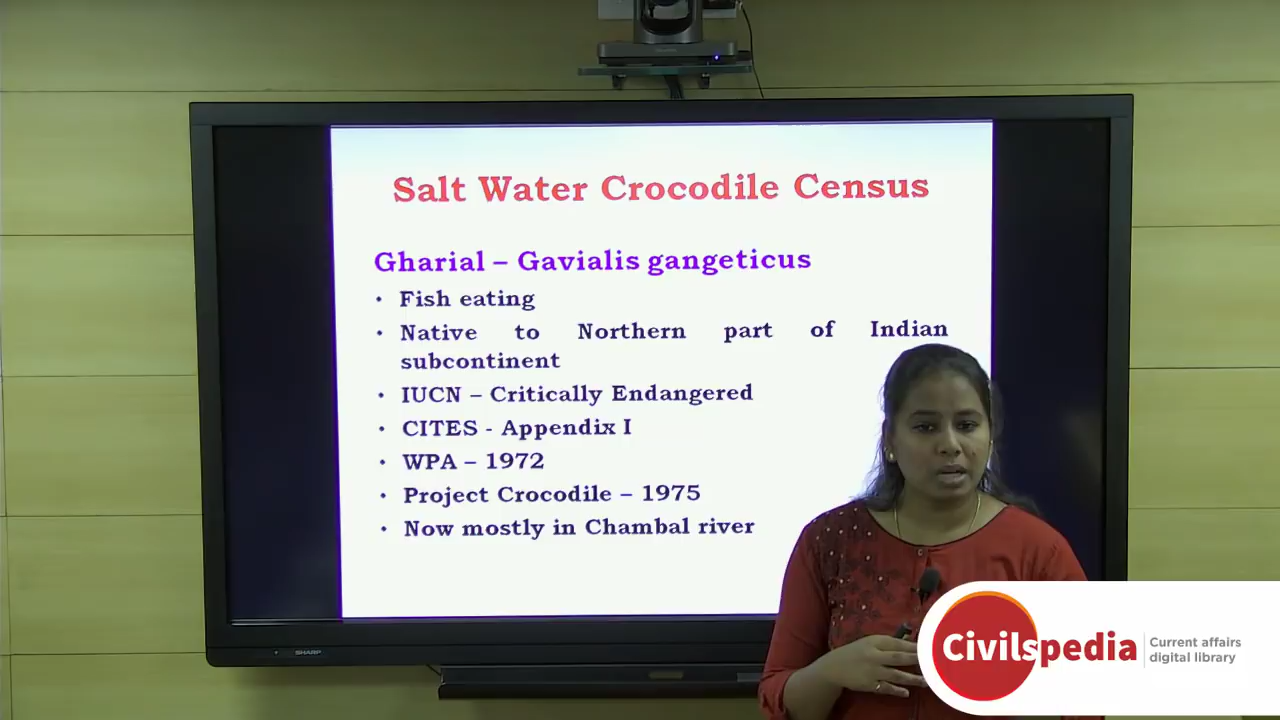 Salt Water Crocodile Census
Gharial – Gavialis gangeticus
• Fish eating
• Native to Northern part of Indian
subcontinent
• IUCN – Critically Endangered
• CITES - Appendix I
• WPA – 1972
• Project Crocodile – 1975
• Now mostly in Chambal river
SHARP
Civilspedia
Current affairs
digital library